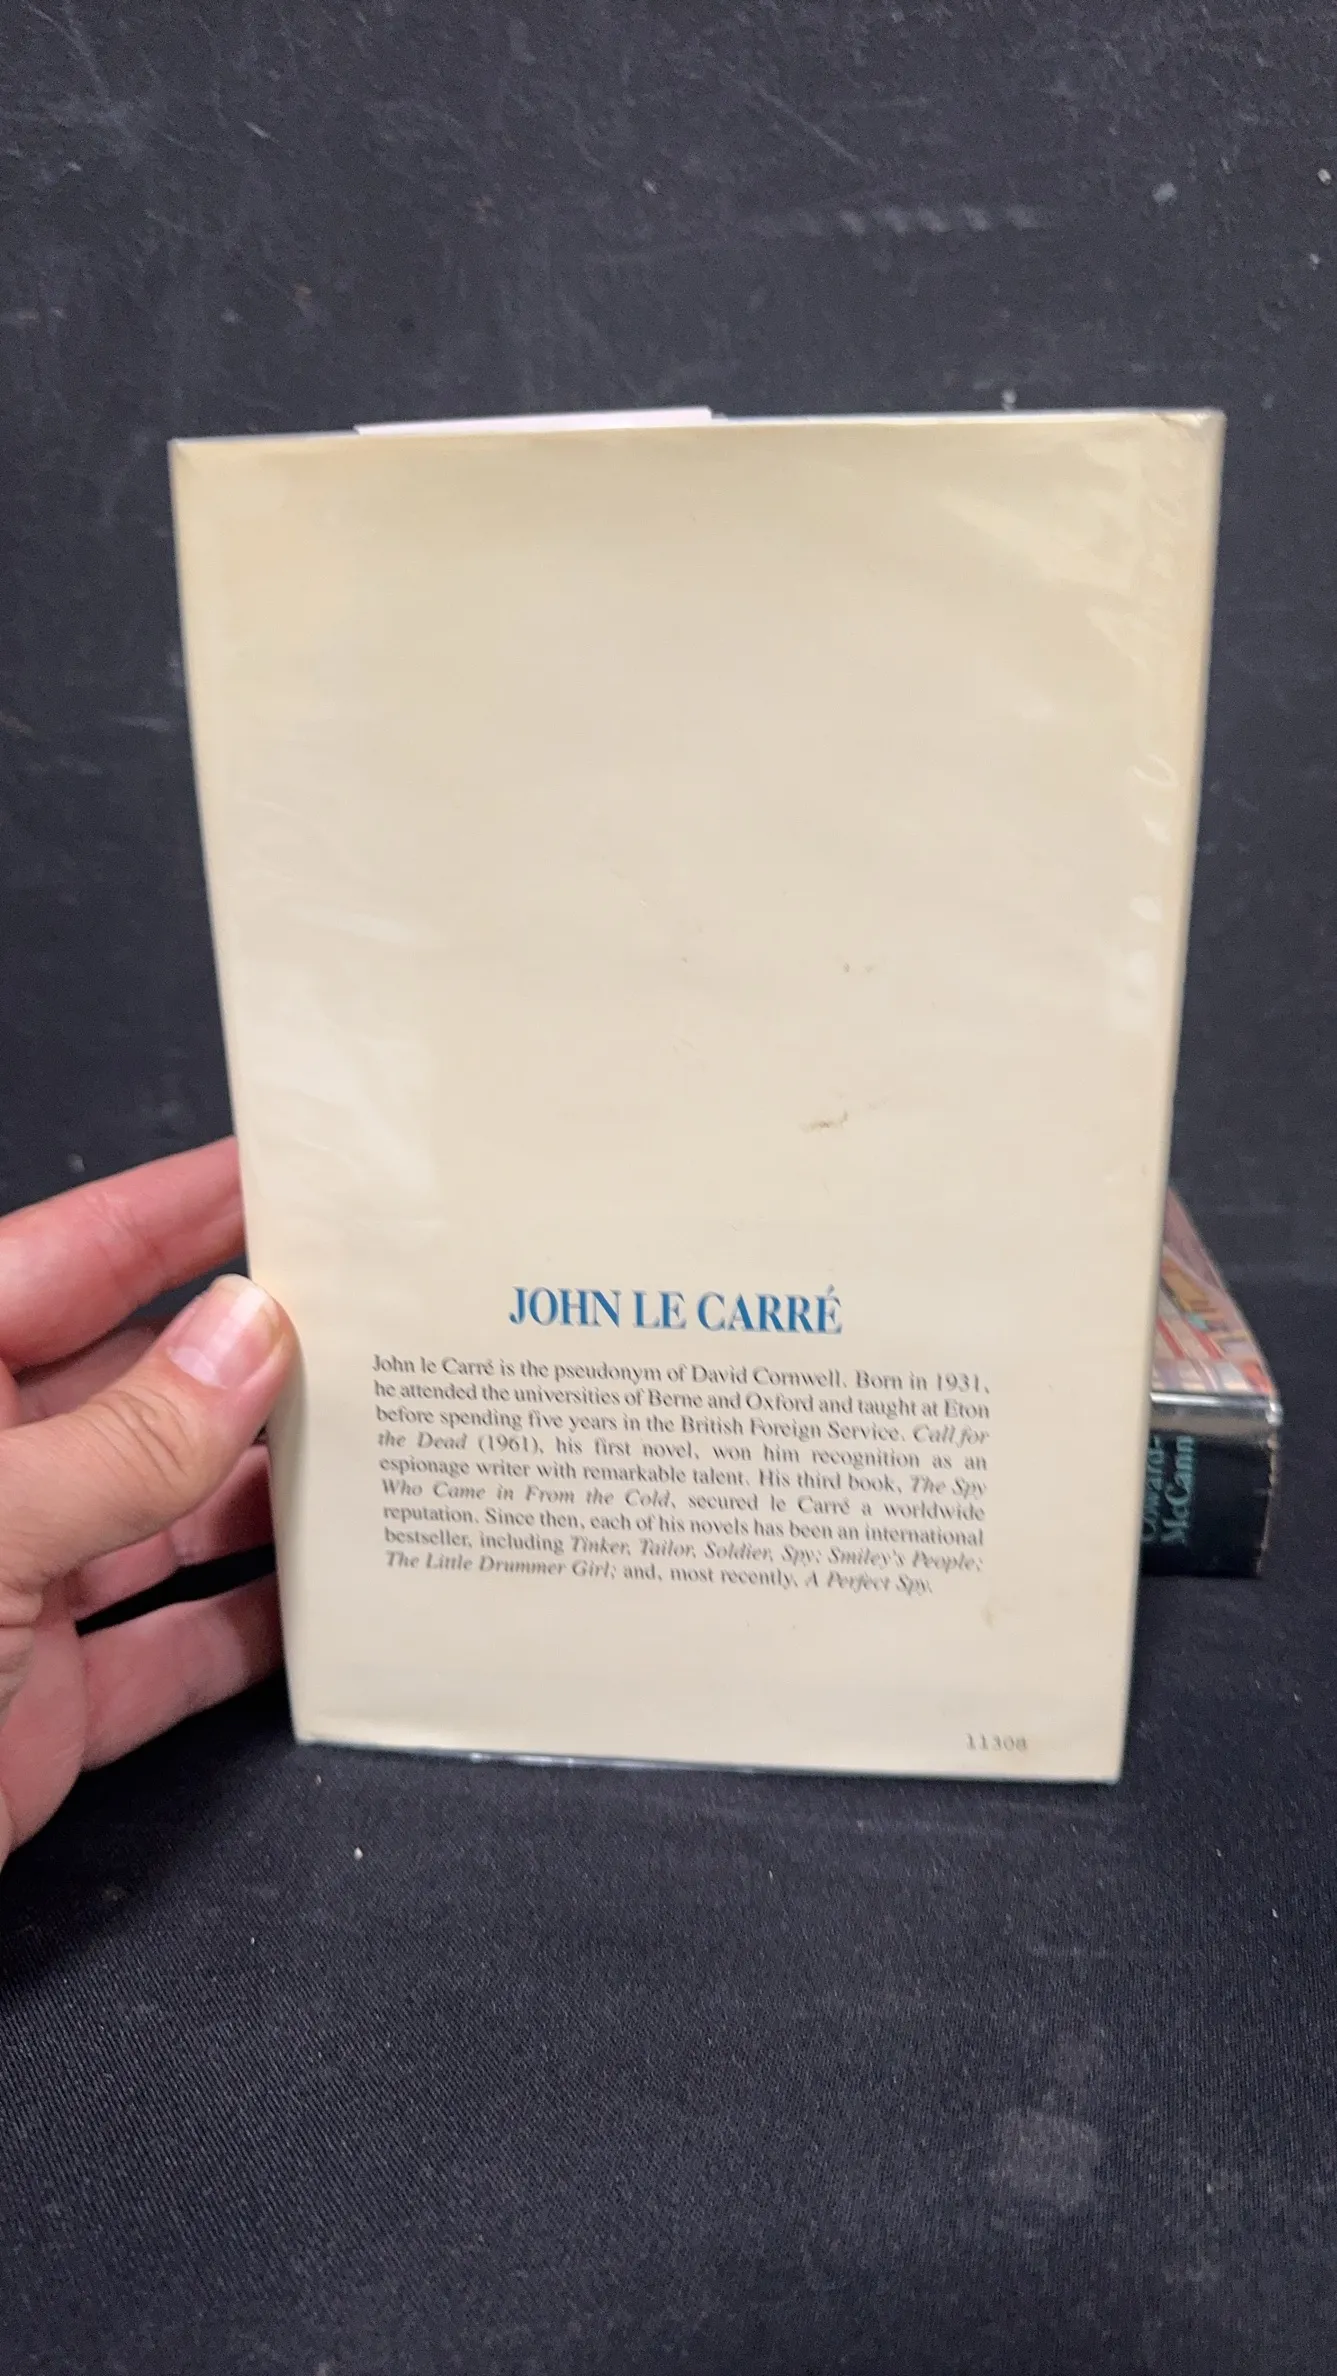 JOHN LE CARRÉ
John le Carré is the pseudonym of David Cornwell. Born in 1931,
he attended the universities of Berne and Oxford and taught at Eton
before spending five years in the British Foreign Service. Call for
the Dead (1961), his first novel, won him recognition as an
espionage writer with remarkable talent. His third book, The Spy
Who Came in From the Cold, secured le Carré a worldwide
reputation. Since then, each of his novels has been an international
bestseller, including Tinker, Tailor, Soldier, Spy; Smiley's People;
The Little Drummer Girl; and, most recently, A Perfect Spy.
11308
Coward-
McCann